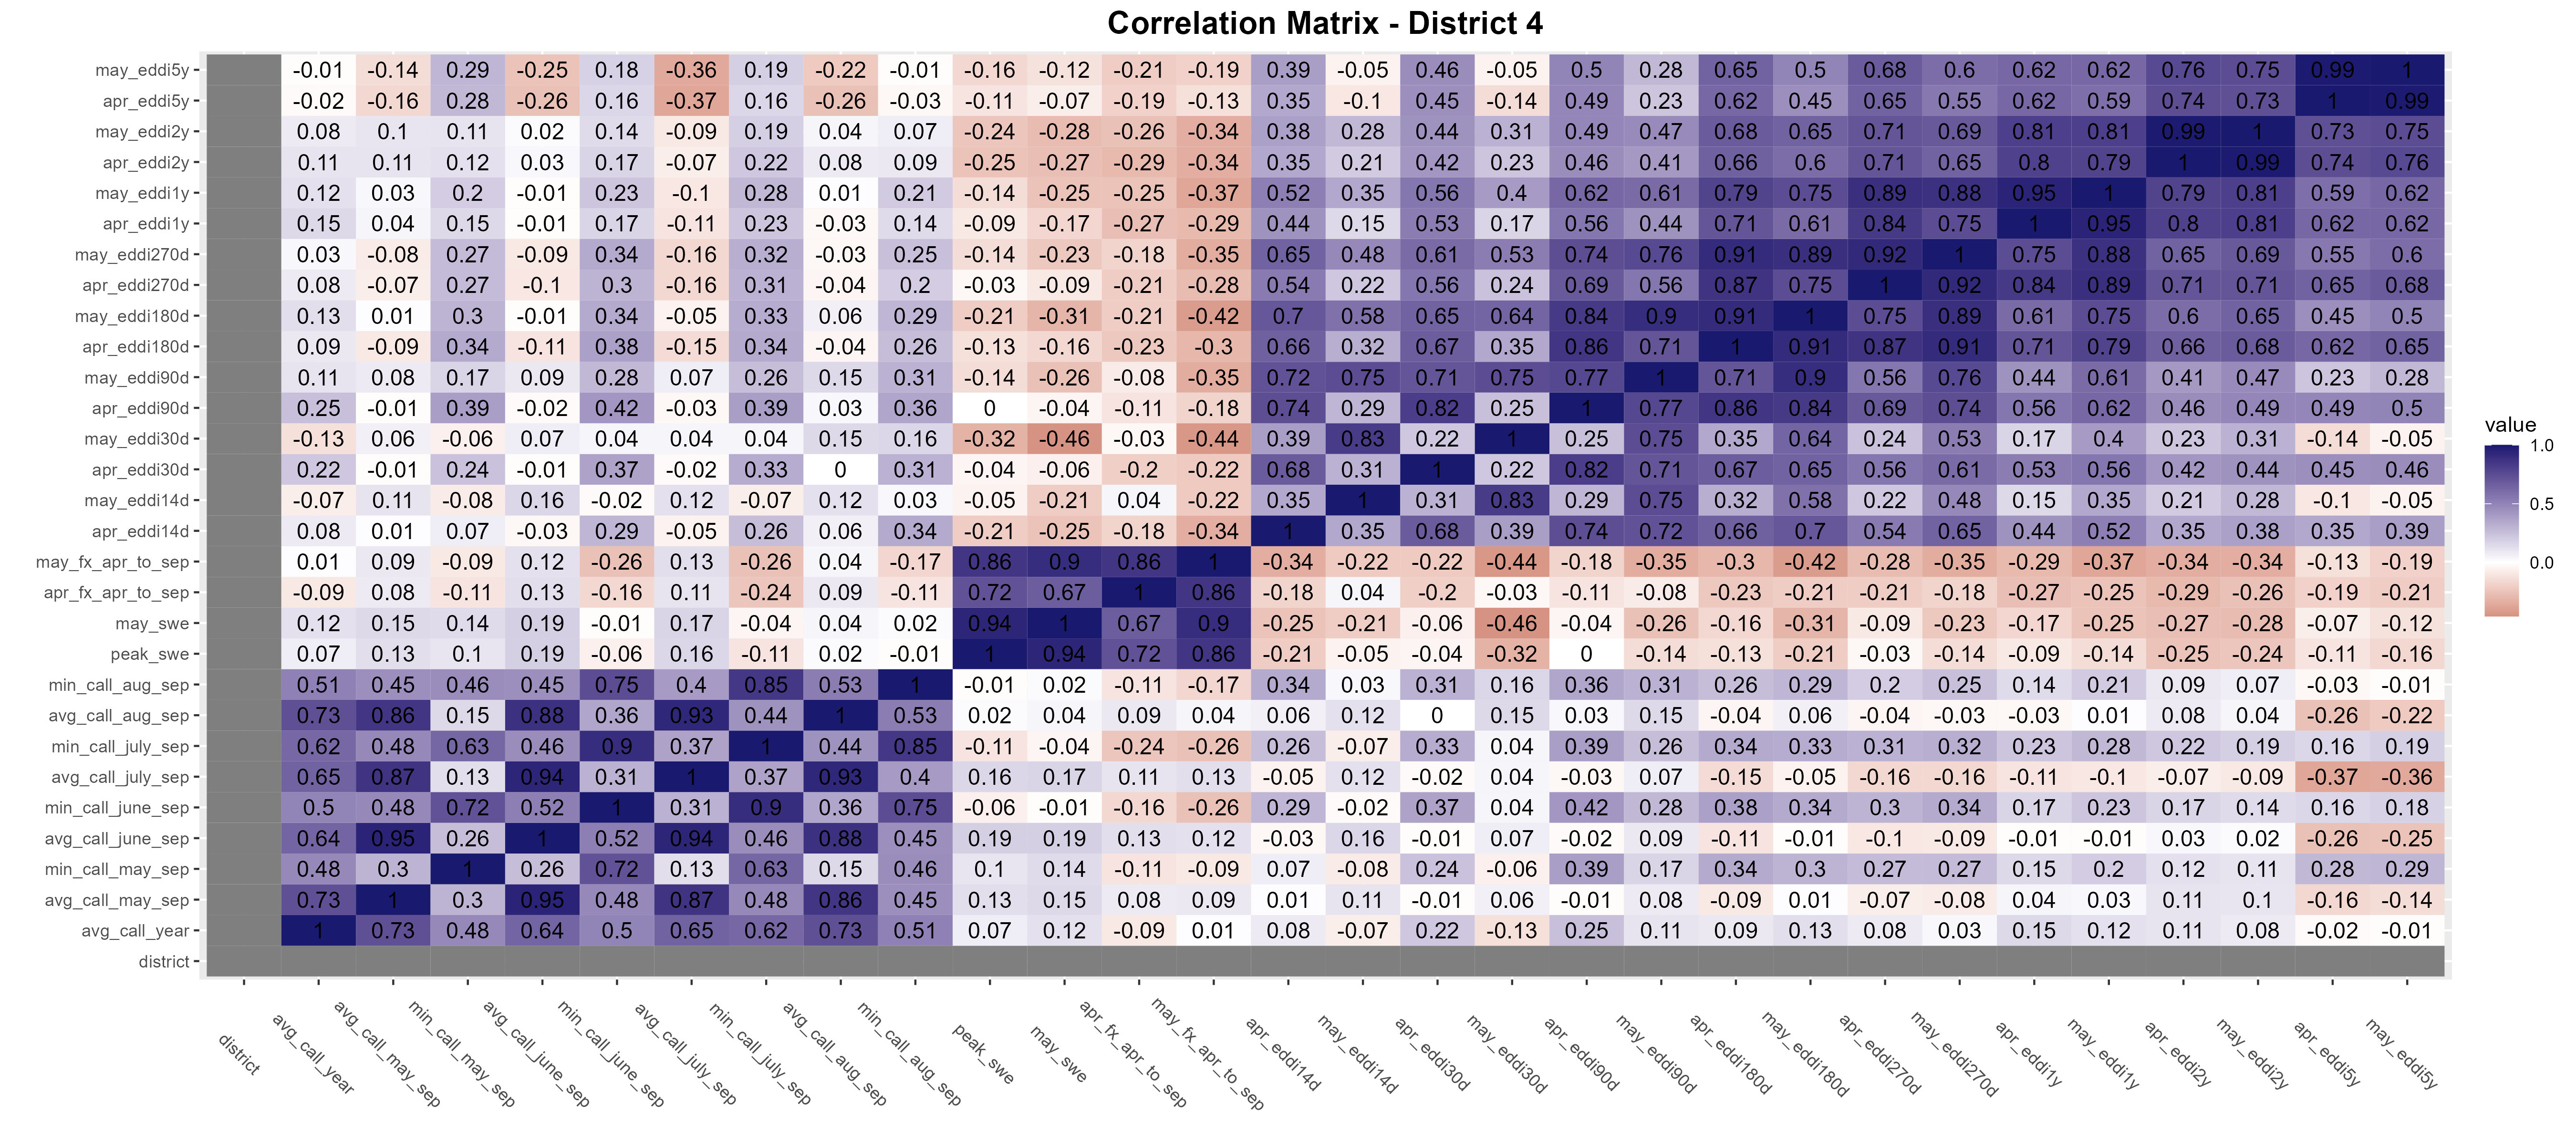 Correlation Matrix - District 4
may_eddi5y -0.01 -0.14 0.29 -0.25 0.18 -0.36 0.19 -0.22 -0.01 -0.16 -0.12 -0.21 -0.19 0.39 -0.05 0.46 -0.05 0.5 0.28 0.65 0.5 0.68 0.6 0.62 0.62 0.76 0.75 0.99 1
apr_eddi5y -0.02 -0.16 0.28 -0.26 0.16 -0.37 0.16 -0.26 -0.03 -0.11 -0.07 -0.19 -0.13 0.35 -0.1 0.45 -0.14 0.49 0.23 0.62 0.45 0.65 0.55 0.62 0.59 0.74 0.73 1 0.99
may_eddi2y 0.08 0.1 0.11 0.02 0.14 -0.09 0.19 0.04 0.07 -0.24 -0.28 -0.26 -0.34 0.38 0.28 0.44 0.31 0.49 0.47 0.68 0.65 0.71 0.69 0.81 0.81 0.99 1 0.73 0.75
apr_eddi2y 0.11 0.11 0.12 0.03 0.17 -0.07 0.22 0.08 0.09 -0.25 -0.27 -0.29 -0.34 0.35 0.21 0.42 0.23 0.46 0.41 0.66 0.6 0.71 0.65 0.8 0.79 1 0.99 0.74 0.76
may_eddi1y 0.12 0.03 0.2 -0.01 0.23 -0.1 0.28 0.01 0.21 -0.14 -0.25 -0.25 -0.37 0.52 0.35 0.56 0.4 0.62 0.61 0.79 0.75 0.89 0.88 0.95 1 0.79 0.81 0.59 0.62
apr_eddi1y 0.15 0.04 0.15 -0.01 0.17 -0.11 0.23 -0.03 0.14 -0.09 -0.17 -0.27 -0.29 0.44 0.15 0.53 0.17 0.56 0.44 0.71 0.61 0.84 0.75 1 0.95 0.8 0.81 0.62 0.62
may_eddi270d 0.03 -0.08 0.27 -0.09 0.34 -0.16 0.32 -0.03 0.25 -0.14 -0.23 -0.18 -0.35 0.65 0.48 0.61 0.53 0.74 0.76 0.91 0.89 0.92 1 0.75 0.88 0.65 0.69 0.55 0.6
apr_eddi270d 0.08 -0.07 0.27 -0.1 0.3 -0.16 0.31 -0.04 0.2 -0.03 -0.09 -0.21 -0.28 0.54 0.22 0.56 0.24 0.69 0.56 0.87 0.75 1 0.92 0.84 0.89 0.71 0.71 0.65 0.68
may_eddi180d 0.13 0.01 0.3 -0.01 0.34 -0.05 0.33 0.06 0.29 -0.21 -0.31 -0.21 -0.42 0.7 0.58 0.65 0.64 0.84 0.9 0.91 1 0.75 0.89 0.61 0.75 0.6 0.65 0.45 0.5
apr_eddi180d 0.09 -0.09 0.34 -0.11 0.38 -0.15 0.34 -0.04 0.26 -0.13 -0.16 -0.23 -0.3 0.66 0.32 0.67 0.35 0.86 0.71 1 0.91 0.87 0.91 0.71 0.79 0.66 0.68 0.62 0.65
may_eddi90d 0.11 0.08 0.17 0.09 0.28 0.07 0.26 0.15 0.31 -0.14 -0.26 -0.08 -0.35 0.72 0.75 0.71 0.75 0.77 1 0.71 0.9 0.56 0.76 0.44 0.61 0.41 0.47 0.23 0.28
apr_eddi90d 0.25 -0.01 0.39 -0.02 0.42 -0.03 0.39 0.03 0.36 0 -0.04 -0.11 -0.18 0.74 0.29 0.82 0.25 1 0.77 0.86 0.84 0.69 0.74 0.56 0.62 0.46 0.49 0.49 0.5
may_eddi30d -0.13 0.06 -0.06 0.07 0.04 0.04 0.04 0.15 0.16 -0.32 -0.46 -0.03 -0.44 0.39 0.83 0.22 1 0.25 0.75 0.35 0.64 0.24 0.53 0.17 0.4 0.23 0.31 -0.14 -0.05
apr_eddi30d 0.22 -0.01 0.24 -0.01 0.37 -0.02 0.33 0 0.31 -0.04 -0.06 -0.2 -0.22 0.68 0.31 1 0.22 0.82 0.71 0.67 0.65 0.56 0.61 0.53 0.56 0.42 0.44 0.45 0.46
may_eddi14d -0.07 0.11 -0.08 0.16 -0.02 0.12 -0.07 0.12 0.03 -0.05 -0.21 0.04 -0.22 0.35 1 0.31 0.83 0.29 0.75 0.32 0.58 0.22 0.48 0.15 0.35 0.21 0.28 -0.1 -0.05
apr_eddi14d 0.08 0.01 0.07 -0.03 0.29 -0.05 0.26 0.06 0.34 -0.21 -0.25 -0.18 -0.34 1 0.35 0.68 0.39 0.74 0.72 0.66 0.7 0.54 0.65 0.44 0.52 0.35 0.38 0.35 0.39
may_fx_apr_to_sep 0.01 0.09 -0.09 0.12 -0.26 0.13 -0.26 0.04 -0.17 0.86 0.9 0.86 1 -0.34 -0.22 -0.22 -0.44 -0.18 -0.35 -0.3 -0.42 -0.28 -0.35 -0.29 -0.37 -0.34 -0.34 -0.13 -0.19
apr_fx_apr_to_sep -0.09 0.08 -0.11 0.13 -0.16 0.11 -0.24 0.09 -0.11 0.72 0.67 1 0.86 -0.18 0.04 -0.2 -0.03 -0.11 -0.08 -0.23 -0.21 -0.21 -0.18 -0.27 -0.25 -0.29 -0.26 -0.19 -0.21
may_swe 0.12 0.15 0.14 0.19 -0.01 0.17 -0.04 0.04 0.02 0.94 1 0.67 0.9 -0.25 -0.21 -0.06 -0.46 -0.04 -0.26 -0.16 -0.31 -0.09 -0.23 -0.17 -0.25 -0.27 -0.28 -0.07 -0.12
peak_swe 0.07 0.13 0.1 0.19 -0.06 0.16 -0.11 0.02 -0.01 1 0.94 0.72 0.86 -0.21 -0.05 -0.04 -0.32 0 -0.14 -0.13 -0.21 -0.03 -0.14 -0.09 -0.14 -0.25 -0.24 -0.11 -0.16
min_call_aug_sep 0.51 0.45 0.46 0.45 0.75 0.4 0.85 0.53 1 -0.01 0.02 -0.11 -0.17 0.34 0.03 0.31 0.16 0.36 0.31 0.26 0.29 0.2 0.25 0.14 0.21 0.09 0.07 -0.03 -0.01
avg_call_aug_sep 0.73 0.86 0.15 0.88 0.36 0.93 0.44 1 0.53 0.02 0.04 0.09 0.04 0.06 0.12 0 0.15 0.03 0.15 -0.04 0.06 -0.04 -0.03 -0.03 0.01 0.08 0.04 -0.26 -0.22
min_call_july_sep 0.62 0.48 0.63 0.46 0.9 0.37 1 0.44 0.85 -0.11 -0.04 -0.24 -0.26 0.26 -0.07 0.33 0.04 0.39 0.26 0.34 0.33 0.31 0.32 0.23 0.28 0.22 0.19 0.16 0.19
avg_call_july_sep 0.65 0.87 0.13 0.94 0.31 1 0.37 0.93 0.4 0.16 0.17 0.11 0.13 -0.05 0.12 -0.02 0.04 -0.03 0.07 -0.15 -0.05 -0.16 -0.16 -0.11 -0.1 -0.07 -0.09 -0.37 -0.36
min_call_june_sep 0.5 0.48 0.72 0.52 1 0.31 0.9 0.36 0.75 -0.06 -0.01 -0.16 -0.26 0.29 -0.02 0.37 0.04 0.42 0.28 0.38 0.34 0.3 0.34 0.17 0.23 0.17 0.14 0.16 0.18
avg_call_june_sep 0.64 0.95 0.26 1 0.52 0.94 0.46 0.88 0.45 0.19 0.19 0.13 0.12 -0.03 0.16 -0.01 0.07 -0.02 0.09 -0.11 -0.01 -0.1 -0.09 -0.01 -0.01 0.03 0.02 -0.26 -0.25
min_call_may_sep 0.48 0.3 1 0.26 0.72 0.13 0.63 0.15 0.46 0.1 0.14 -0.11 -0.09 0.07 -0.08 0.24 -0.06 0.39 0.17 0.34 0.3 0.27 0.27 0.15 0.2 0.12 0.11 0.28 0.29
avg_call_may_sep 0.73 1 0.3 0.95 0.48 0.87 0.48 0.86 0.45 0.13 0.15 0.08 0.09 0.01 0.11 -0.01 0.06 -0.01 0.08 -0.09 0.01 -0.07 -0.08 0.04 0.03 0.11 0.1 -0.16 -0.14
avg_call_year 1 0.73 0.48 0.64 0.5 0.65 0.62 0.73 0.51 0.07 0.12 -0.09 0.01 0.08 -0.07 0.22 -0.13 0.25 0.11 0.09 0.13 0.08 0.03 0.15 0.12 0.11 0.08 -0.02 -0.01
district
district avg_call_year avg_call_may_sep min_call_may_sep avg_call_june_sep min_call_june_sep avg_call_july_sep min_call_july_sep avg_call_aug_sep min_call_aug_sep peak_swe may_swe apr_fx_apr_to_sep may_fx_apr_to_sep apr_eddi14d may_eddi14d apr_eddi30d may_eddi30d apr_eddi90d may_eddi90d apr_eddi180d may_eddi180d apr_eddi270d may_eddi270d apr_eddi1y may_eddi1y apr_eddi2y may_eddi2y apr_eddi5y may_eddi5y
value
1.0
0.5
0.0